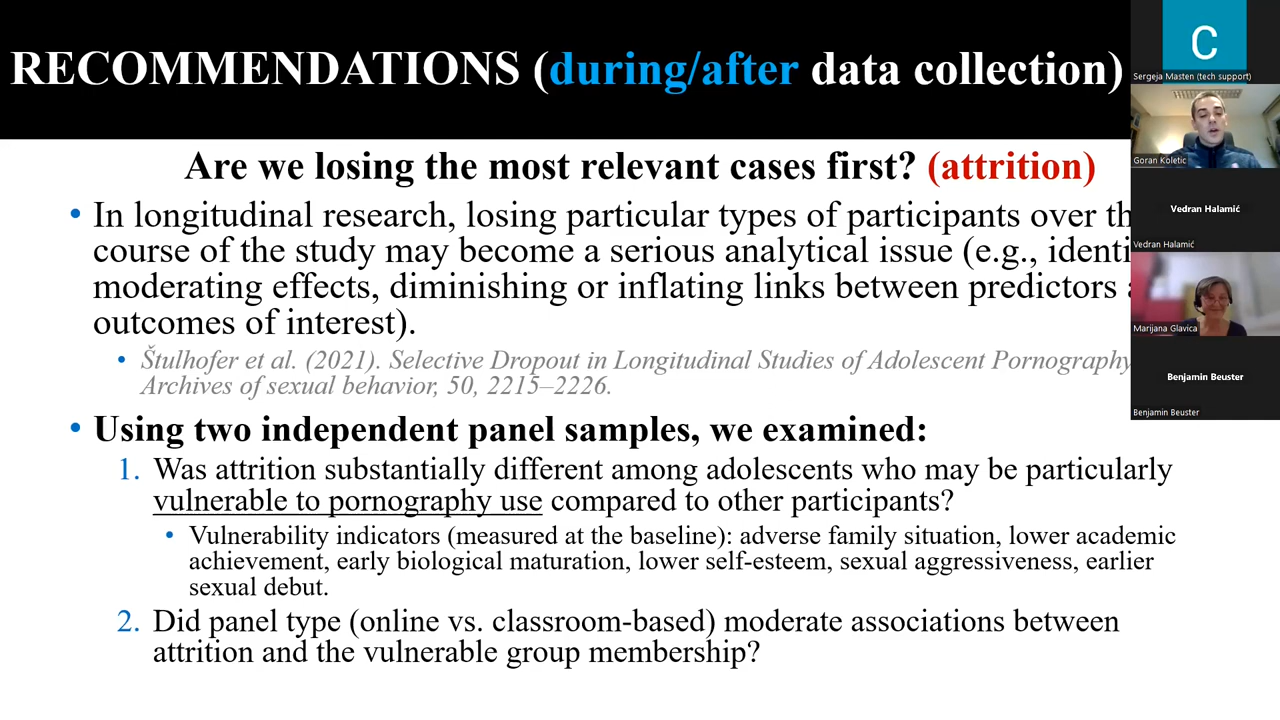 RECOMMENDATIONS (during/after data collection)
Are we losing the most relevant cases first? (attrition)
• In longitudinal research, losing particular types of participants over
course of the study may become a serious analytical issue (e.g.,
moderating effects, diminishing or inflating links between predictors
outcomes of interest).
• Štulhofer et al. (2021). Selective Dropout in Longitudinal Studies of Adolescent Pornography
Archives of sexual behavior, 50, 2215–2226.
• Using two independent panel samples, we examined:
1. Was attrition substantially different among adolescents who may be particularly
vulnerable to pornography use compared to other participants?
• Vulnerability indicators (measured at the baseline): adverse family situation, lower academic
achievement, early biological maturation, lower self-esteem, sexual aggressiveness, earlier
sexual debut.
2. Did panel type (online vs. classroom-based) moderate associations between
attrition and the vulnerable group membership?
C
Sergeja Masten (tech support)
Goran Koletic
Vedran Halamić
Vedran Halamić
Marijana Glavica
Benjamin Beuster
Benjamin Beuster